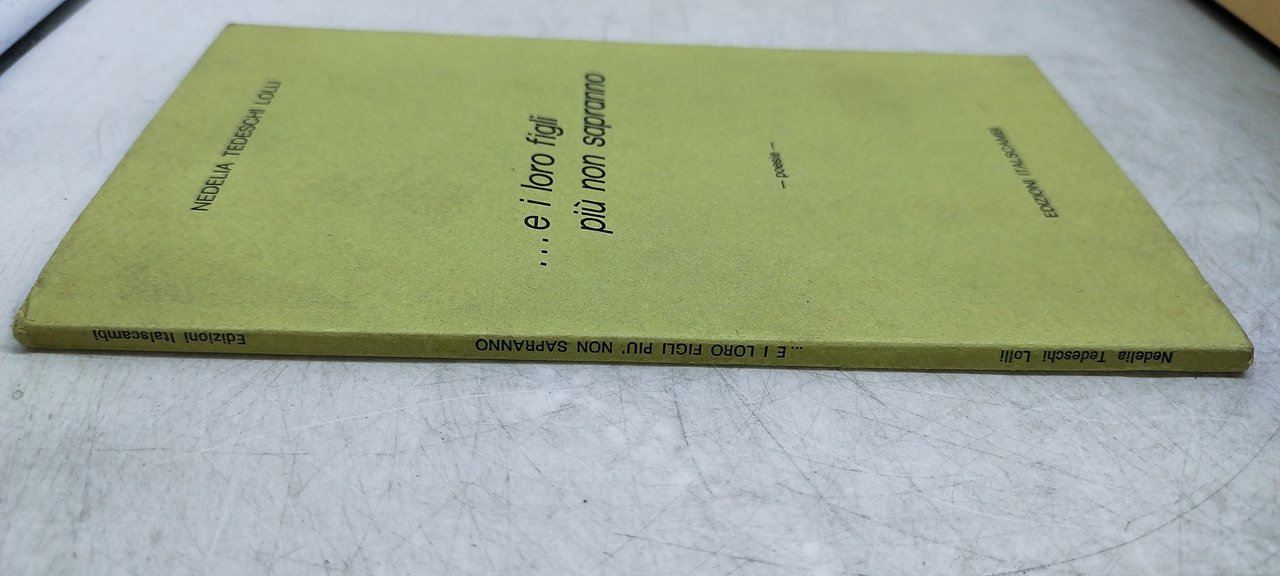 NEDELIA TEDESCHI LOLLI
...e i loro figli
più non sapranno
— poesie —
EDIZIONI ITALSCAMBI
Nedelia Tedeschi Lolli
...E I LORO FIGLI PIU' NON SAPRANNO
Edizioni Italscambi